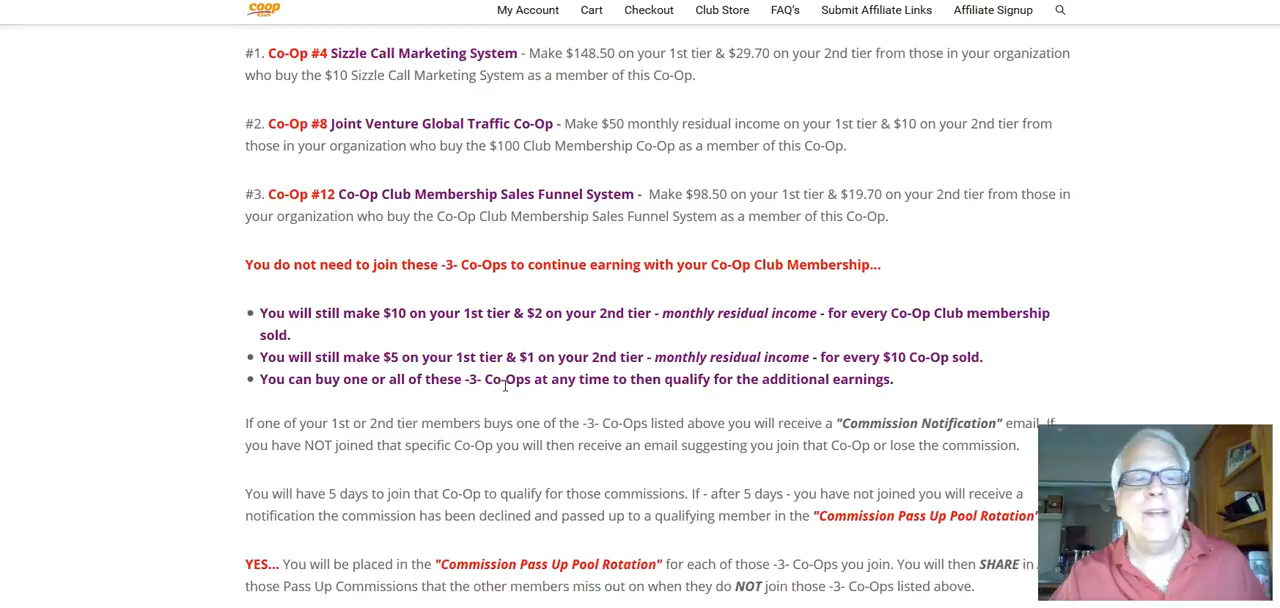 coop
CLUB
My Account Cart Checkout Club Store FAQ's Submit Affiliate Links Affiliate Signup
#1. Co-Op #4 Sizzle Call Marketing System - Make $148.50 on your 1st tier & $29.70 on your 2nd tier from those in your organization
who buy the $10 Sizzle Call Marketing System as a member of this Co-Op.
#2. Co-Op #8 Joint Venture Global Traffic Co-Op - Make $50 monthly residual income on your 1st tier & $10 on your 2nd tier from
those in your organization who buy the $100 Club Membership Co-Op as a member of this Co-Op.
#3. Co-Op #12 Co-Op Club Membership Sales Funnel System - Make $98.50 on your 1st tier & $19.70 on your 2nd tier from those in
your organization who buy the Co-Op Club Membership Sales Funnel System as a member of this Co-Op.
You do not need to join these -3- Co-Ops to continue earning with your Co-Op Club Membership...
• You will still make $10 on your 1st tier & $2 on your 2nd tier - monthly residual income - for every Co-Op Club membership
sold.
• You will still make $5 on your 1st tier & $1 on your 2nd tier - monthly residual income - for every $10 Co-Op sold.
• You can buy one or all of these -3- Co-Ops at any time to then qualify for the additional earnings.
If one of your 1st or 2nd tier members buys one of the -3- Co-Ops listed above you will receive a "Commission Notification" email. If
you have NOT joined that specific Co-Op you will then receive an email suggesting you join that Co-Op or lose the commission.
You will have 5 days to join that Co-Op to qualify for those commissions. If - after 5 days - you have not joined you will receive a
notification the commission has been declined and passed up to a qualifying member in the "Commission Pass Up Pool Rotation"
YES... You will be placed in the "Commission Pass Up Pool Rotation" for each of those -3- Co-Ops you join. You will then SHARE in
those Pass Up Commissions that the other members miss out on when they do NOT join those -3- Co-Ops listed above.